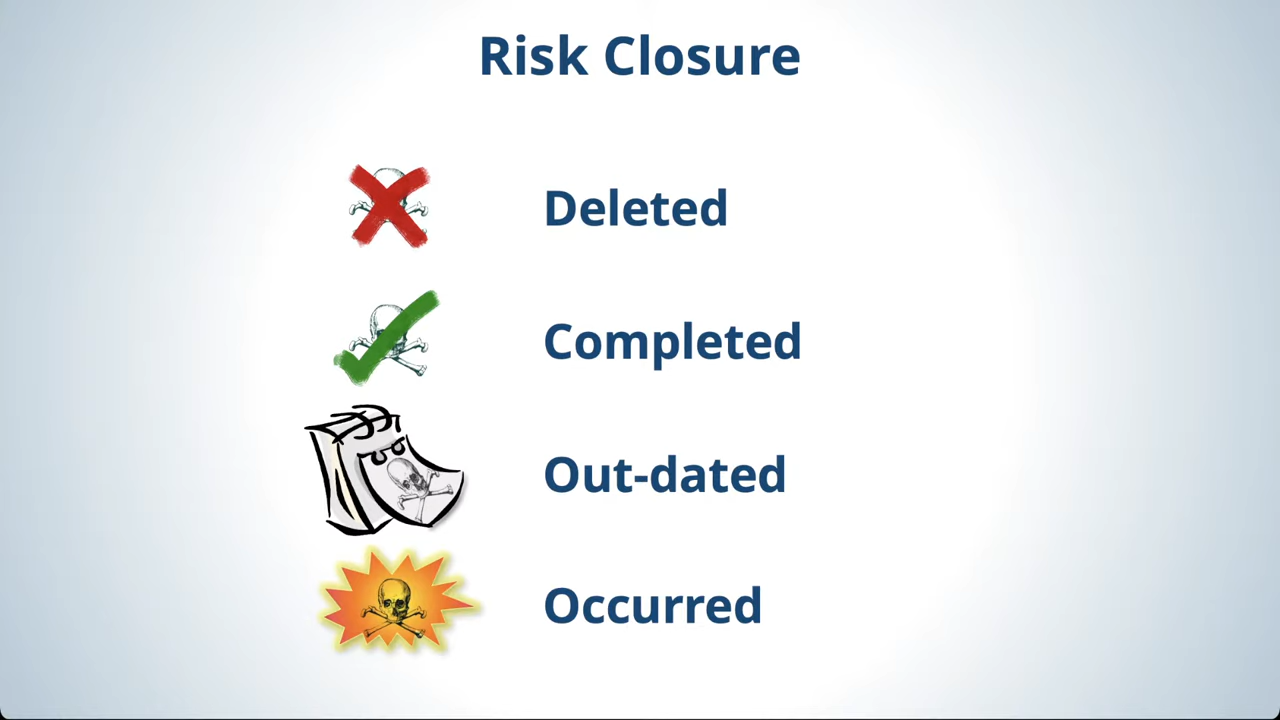 Risk Closure
Deleted
Completed
Out-dated
Occurred